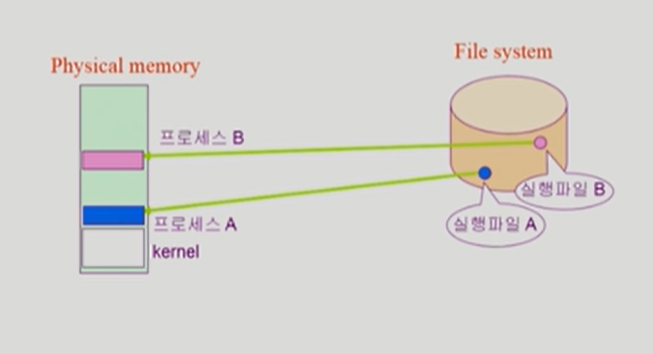 Physical memory
File system
프로세스 B
실행파일 B
프로세스 A
실행파일 A
kernel